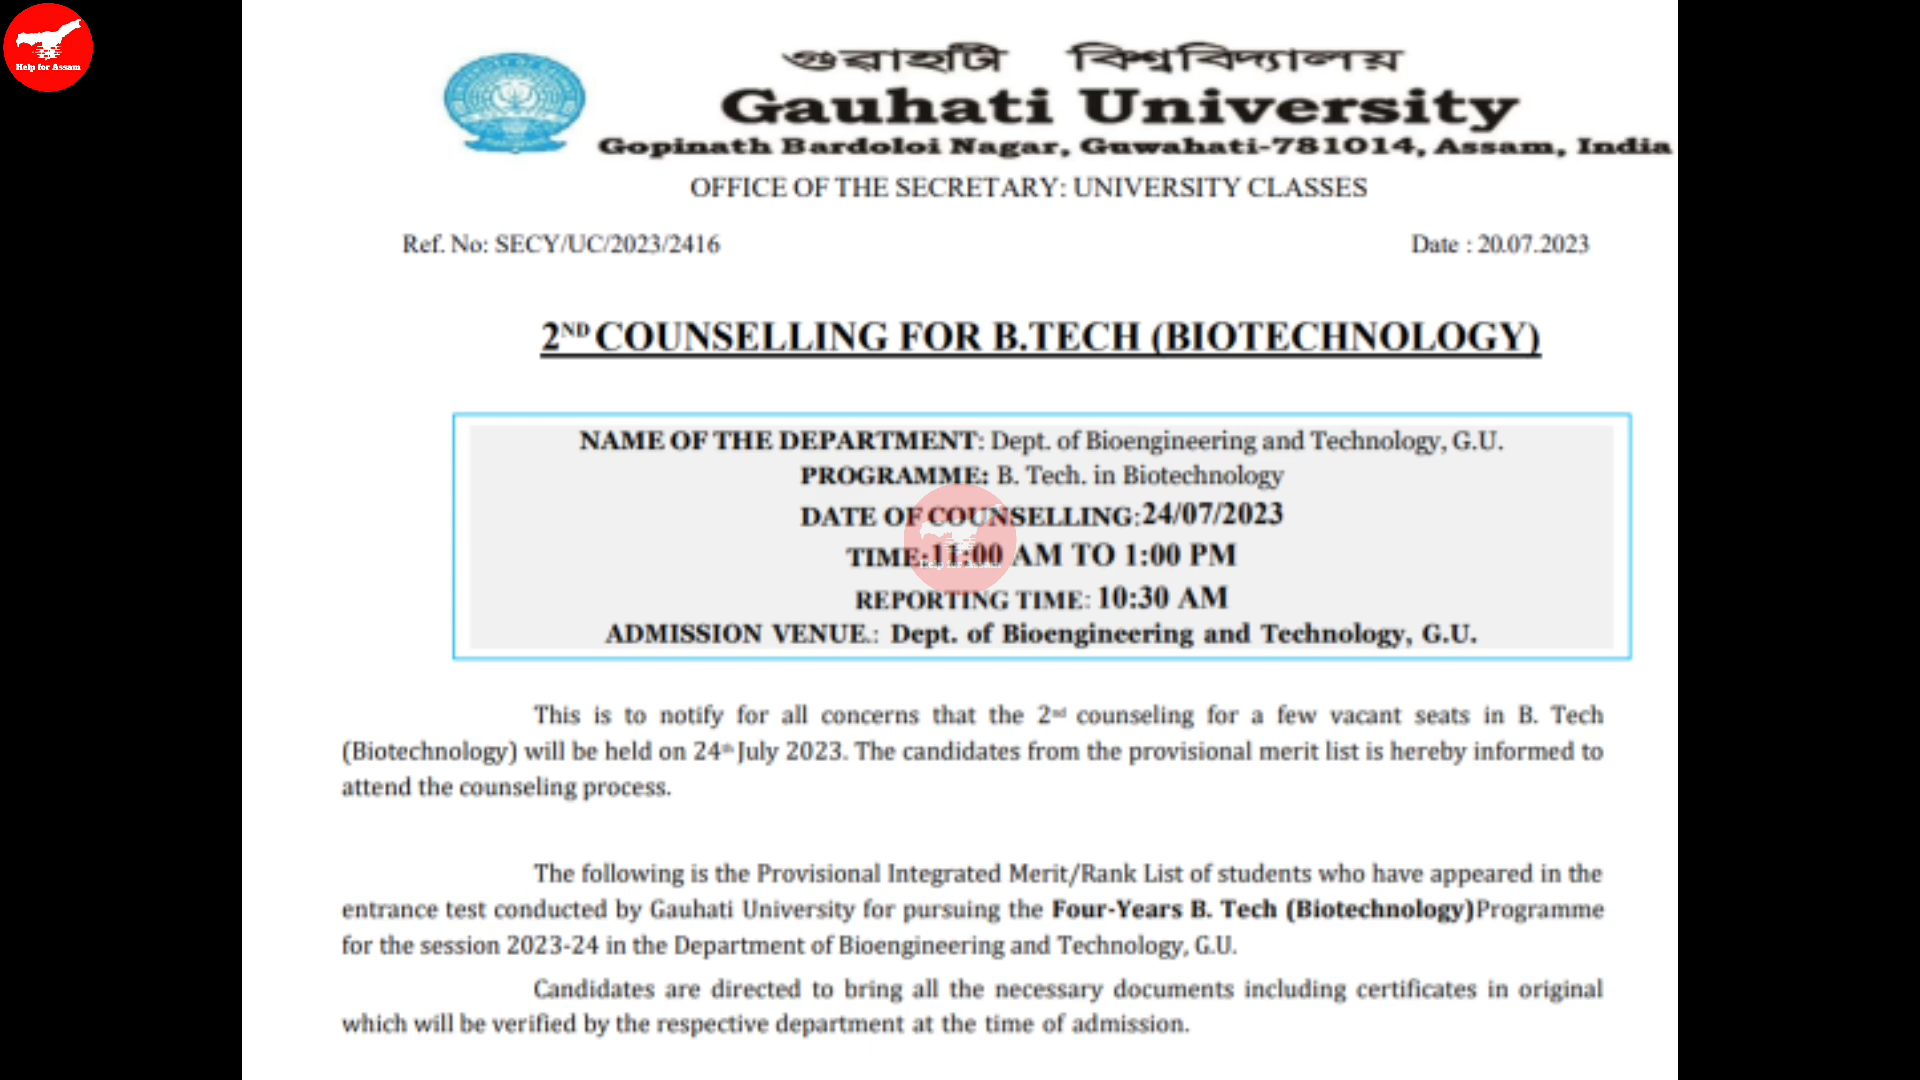 Help for Assam
গুৱাহাটী বিশ্ববিদ্যালয়
Gauhati University
Gopinath Bardoloi Nagar, Guwahati-781014, Assam, India
OFFICE OF THE SECRETARY: UNIVERSITY CLASSES
Ref. No: SECY/UC/2023/2416 Date : 20.07.2023
2ND COUNSELLING FOR B.TECH (BIOTECHNOLOGY)
NAME OF THE DEPARTMENT: Dept. of Bioengineering and Technology, G.U.
PROGRAMME: B. Tech. in Biotechnology
DATE OF COUNSELLING:24/07/2023
TIME:11:00 AM TO 1:00 PM
Help for Assam
REPORTING TIME: 10:30 AM
ADMISSION VENUE.: Dept. of Bioengineering and Technology, G.U.
This is to notify for all concerns that the 2nd counseling for a few vacant seats in B. Tech
(Biotechnology) will be held on 24th July 2023. The candidates from the provisional merit list is hereby informed to
attend the counseling process.
The following is the Provisional Integrated Merit/Rank List of students who have appeared in the
entrance test conducted by Gauhati University for pursuing the Four-Years B. Tech (Biotechnology)Programme
for the session 2023-24 in the Department of Bioengineering and Technology, G.U.
Candidates are directed to bring all the necessary documents including certificates in original
which will be verified by the respective department at the time of admission.